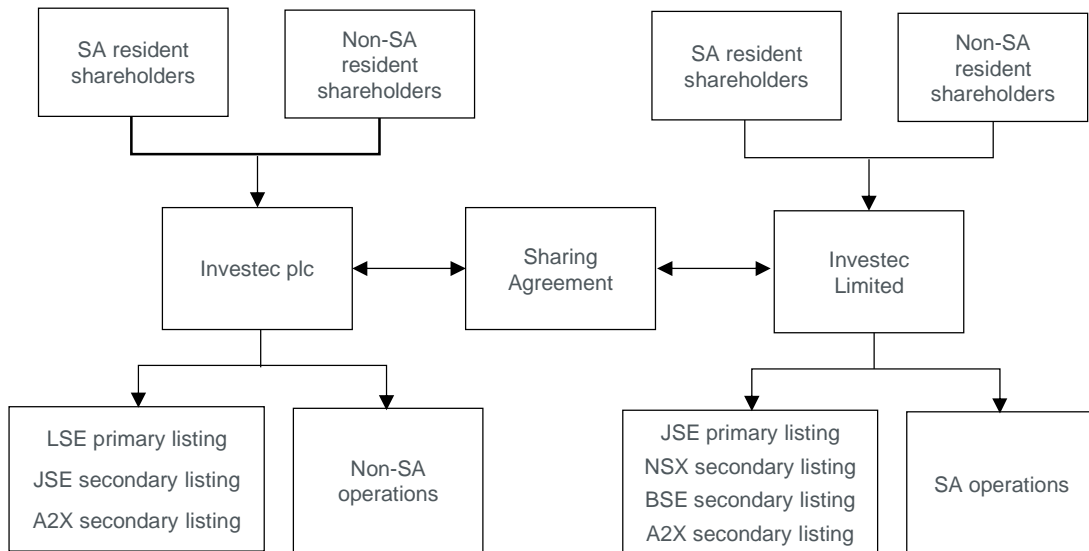 SA resident
shareholders
Non-SA
resident
shareholders
SA resident
shareholders
Non-SA
resident
shareholders
Investec plc
Sharing
Agreement
Investec
Limited
LSE primary listing
JSE secondary listing
A2X secondary listing
Non-SA
operations
JSE primary listing
NSX secondary listing
BSE secondary listing
A2X secondary listing
SA operations